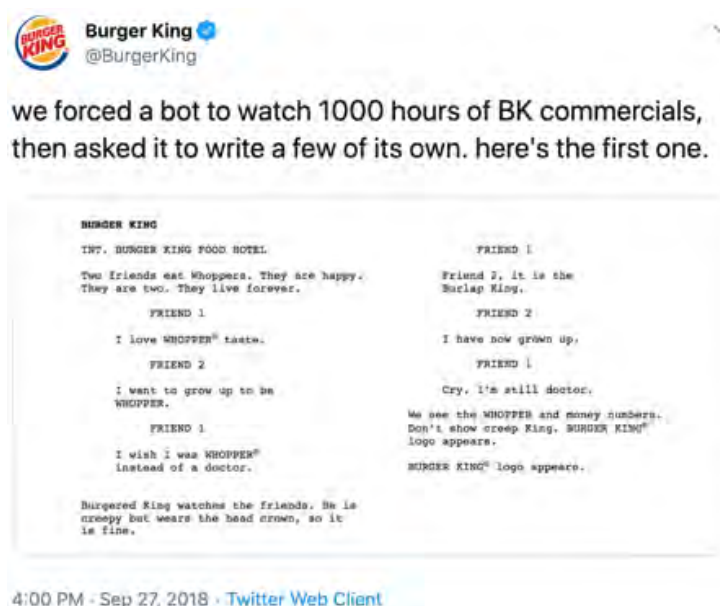 BURGER
KING
Burger King
@BurgerKing
we forced a bot to watch 1000 hours of BK commercials,
then asked it to write a few of its own. here's the first one.
BURGER KING
INT. BURGER KING FOOD HOTEL
Two friends eat Whoppers. They are happy.
They are two. They live forever.
FRIEND 1
I love WHOPPER® taste.
FRIEND 2
I want to grow up to be
WHOPPER.
FRIEND 1
I wish i was WHOPPER®
instead of a doctor.
Burgered King watches the friends. He is
creepy but wears the head crown, so it
is fine.
FRIEND 1
Friend 2, it is the
Burlap King.
FRIEND 2
I have now grown up.
FRIEND 1
Cry, i'm still doctor.
We see the WHOPPER and money numbers.
Don't show creep King. BURGER KING®
logo appears.
BURGER KING® logo appears.
4:00 PM · Sep 27, 2018 · Twitter Web Client